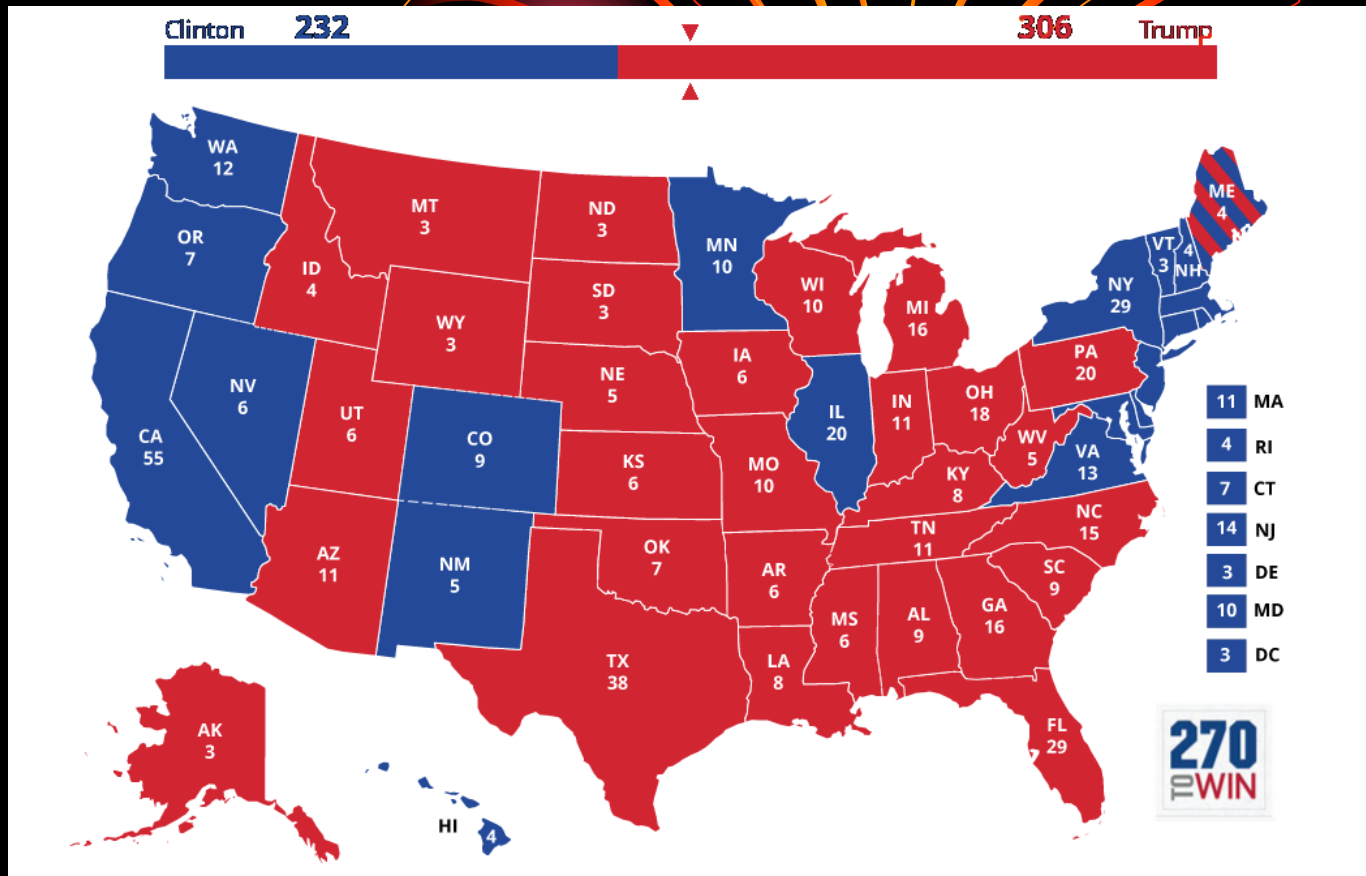 Clinton 232 306 Trump
WA
12
OR
7
CA
55
NV
6
ID
4
MT
3
WY
3
UT
6
AZ
11
CO
9
NM
5
ND
3
SD
3
NE
5
KS
6
OK
7
TX
38
MN
10
IA
6
MO
10
AR
6
LA
8
WI
10
IL
20
MI
16
IN
11
OH
18
KY
8
TN
11
MS
6
AL
9
GA
16
FL
29
SC
9
NC
15
VA
13
WV
5
PA
20
NY
29
VT
3
4
NH
ME
4
11 MA
4 RI
7 CT
14 NJ
3 DE
10 MD
3 DC
AK
3
HI
4
270
TO WIN